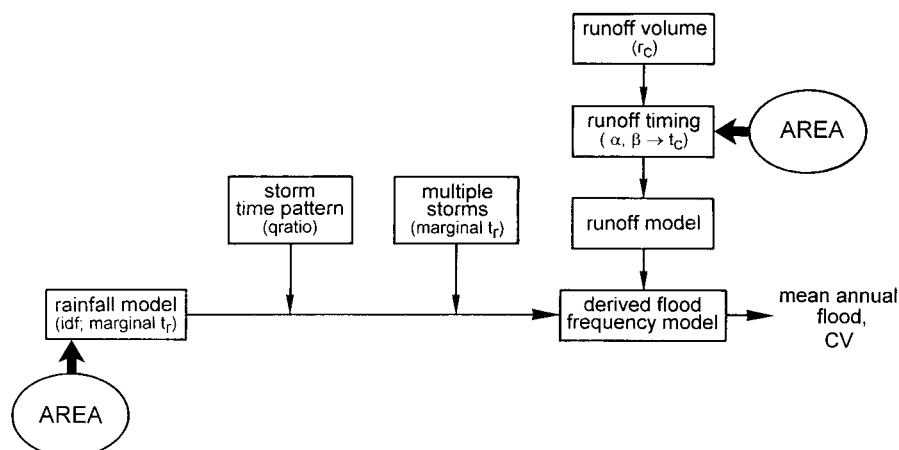 runoff volume
(r_C)
runoff timing
( α, β → t_C)
AREA
storm
time pattern
(qratio)
multiple
storms
(marginal t_r)
runoff model
rainfall model
(idf; marginal t_r)
derived flood
frequency model
mean annual
flood,
CV
AREA